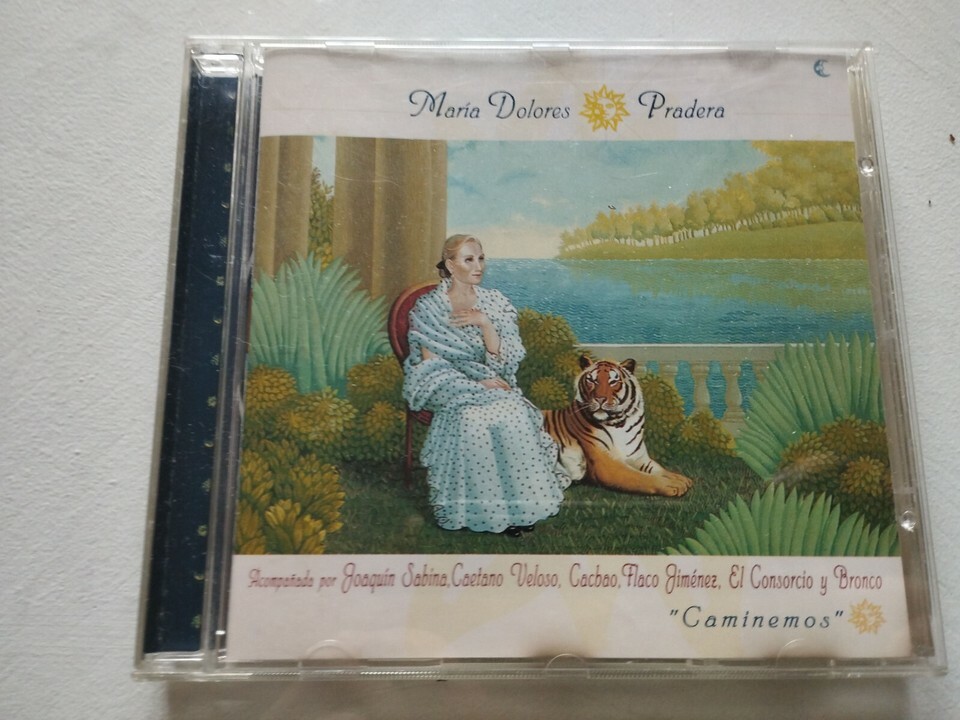 María Dolores Pradera
Acompañada por Joaquín Sabina, Caetano Veloso, Cachao, Flaco Jiménez, El Consorcio y Bronco
"Caminemos"